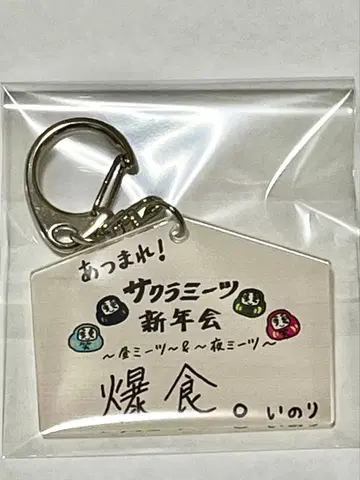 あつまれ!
サクラミーツ
新年会
〜昼ミーツ〜&〜夜ミーツ〜
爆食。いのり